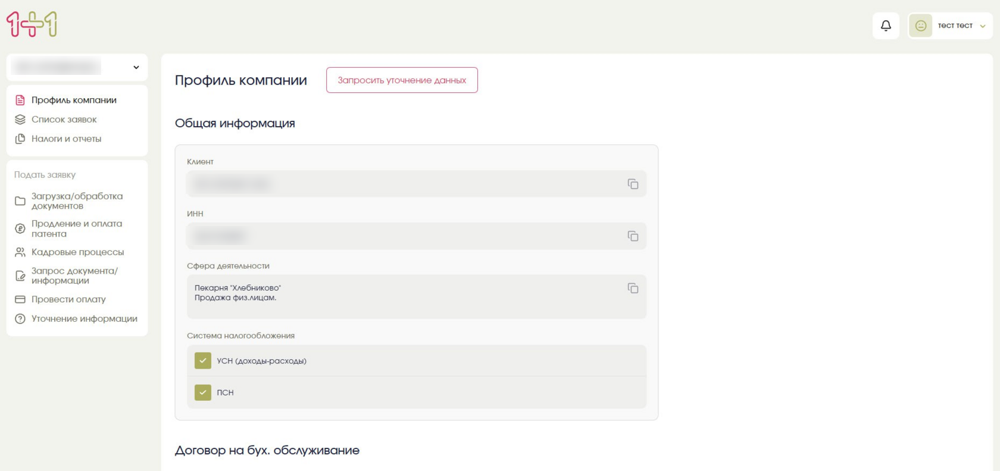 1+1
тест тест
Профиль компании
Список заявок
Налоги и отчеты
Подать заявку
Загрузка/обработка
документов
Продление и оплата
патента
Кадровые процессы
Запрос документа/
информации
Провести оплату
Уточнение информации
Профиль компании
Запросить уточнение данных
Общая информация
Клиент
ИНН
Сфера деятельности
Пекарня "Хлебниково"
Продажа физ.лицам.
Система налогообложения
УСН (доходы-расходы)
ПСН
Договор на бух. обслуживание